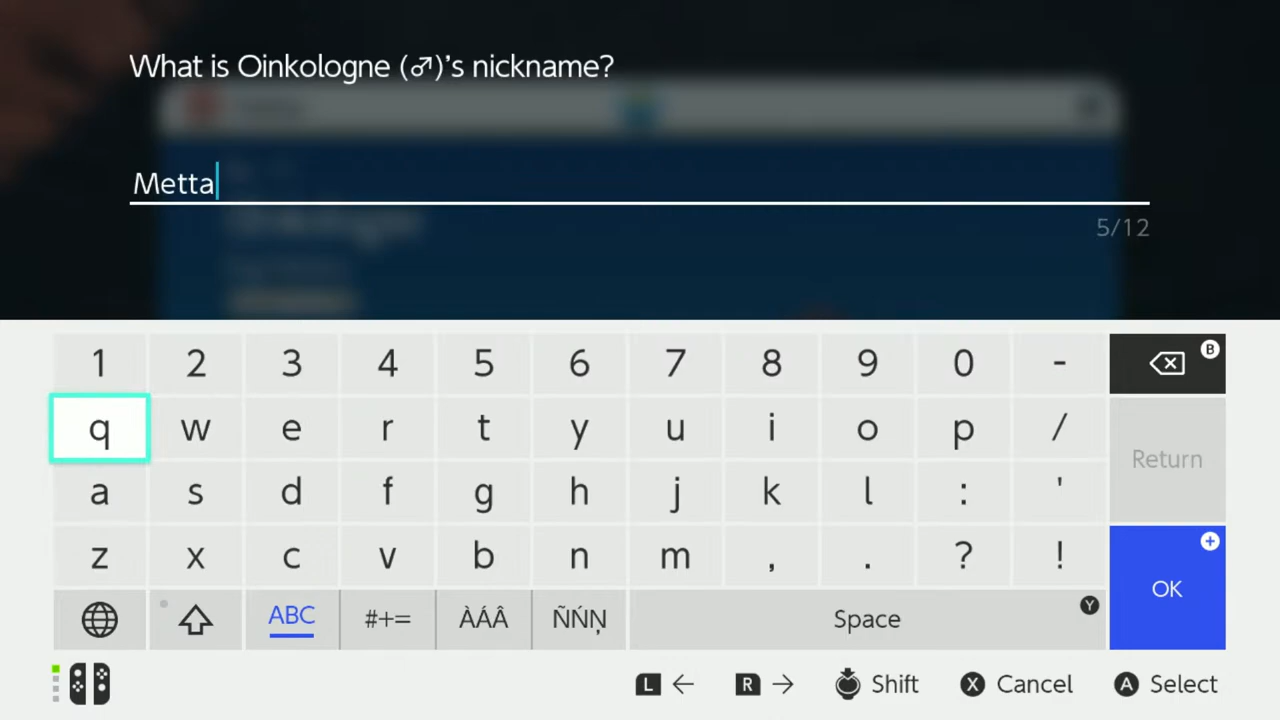 What is Oinkologne (♂)'s nickname?
Metta
5/12
1 2 3 4 5 6 7 8 9 0 - B
q w e r t y u i o p / Return
a s d f g h j k l : '
z x c v b n m , . ? ! OK +
ABC #+= ÀÁÂ ÑŃŅ Space Y
L ← R → Shift X Cancel A Select